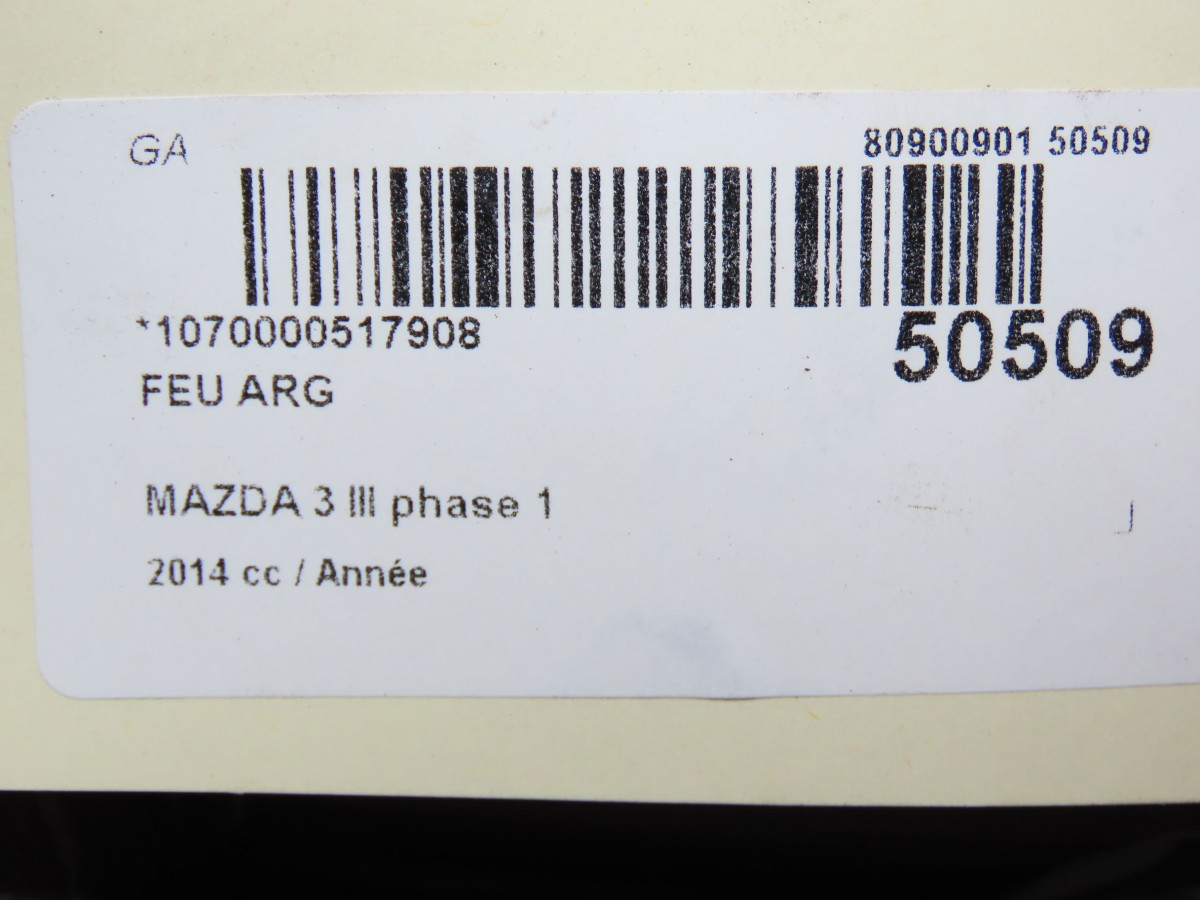 GA
80900901 50509
*1070000517908
50509
FEU ARG
MAZDA 3 III phase 1
2014 cc / Année